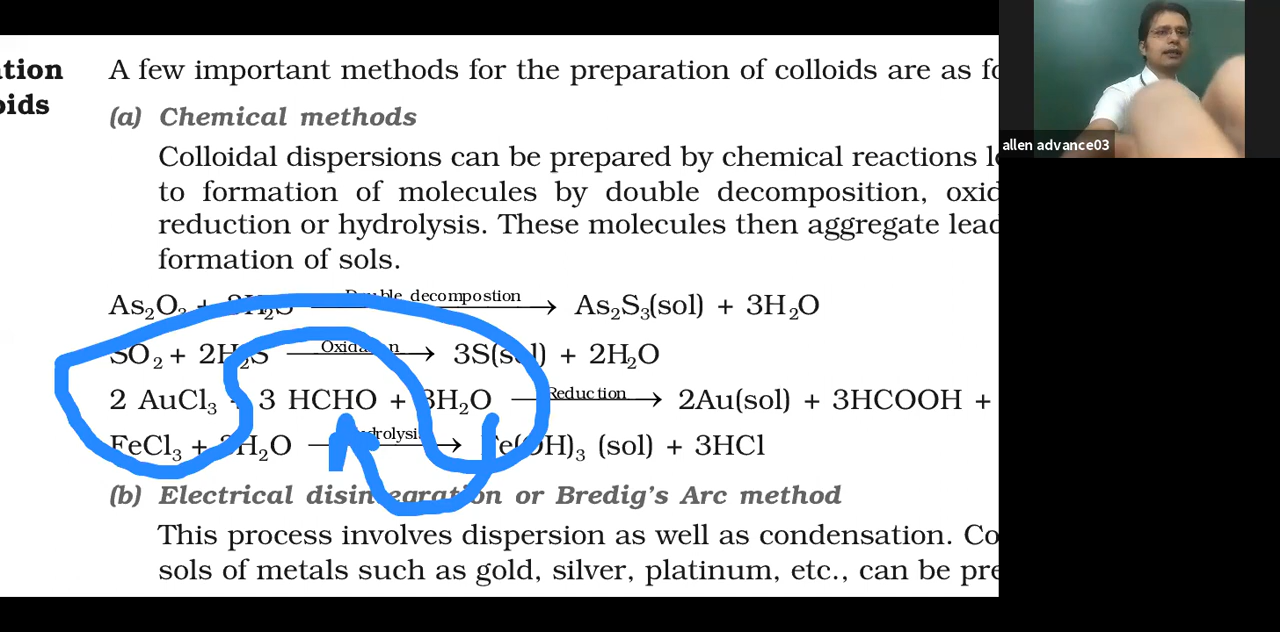 ation
oids
A few important methods for the preparation of colloids are as fo
(a) Chemical methods
Colloidal dispersions can be prepared by chemical reactions le
to formation of molecules by double decomposition, oxid
reduction or hydrolysis. These molecules then aggregate lead
formation of sols.
As₂O₃ + 3H₂S Double decompostion → As₂S₃(sol) + 3H₂O
SO₂ + 2H₂S Oxidation → 3S(sol) + 2H₂O
2 AuCl₃ + 3 HCHO + 3H₂O Reduction → 2Au(sol) + 3HCOOH +
FeCl₃ + 3H₂O Hydrolysis → Fe(OH)₃ (sol) + 3HCl
(b) Electrical disintegration or Bredig's Arc method
This process involves dispersion as well as condensation. Co
sols of metals such as gold, silver, platinum, etc., can be pre
allen advance03